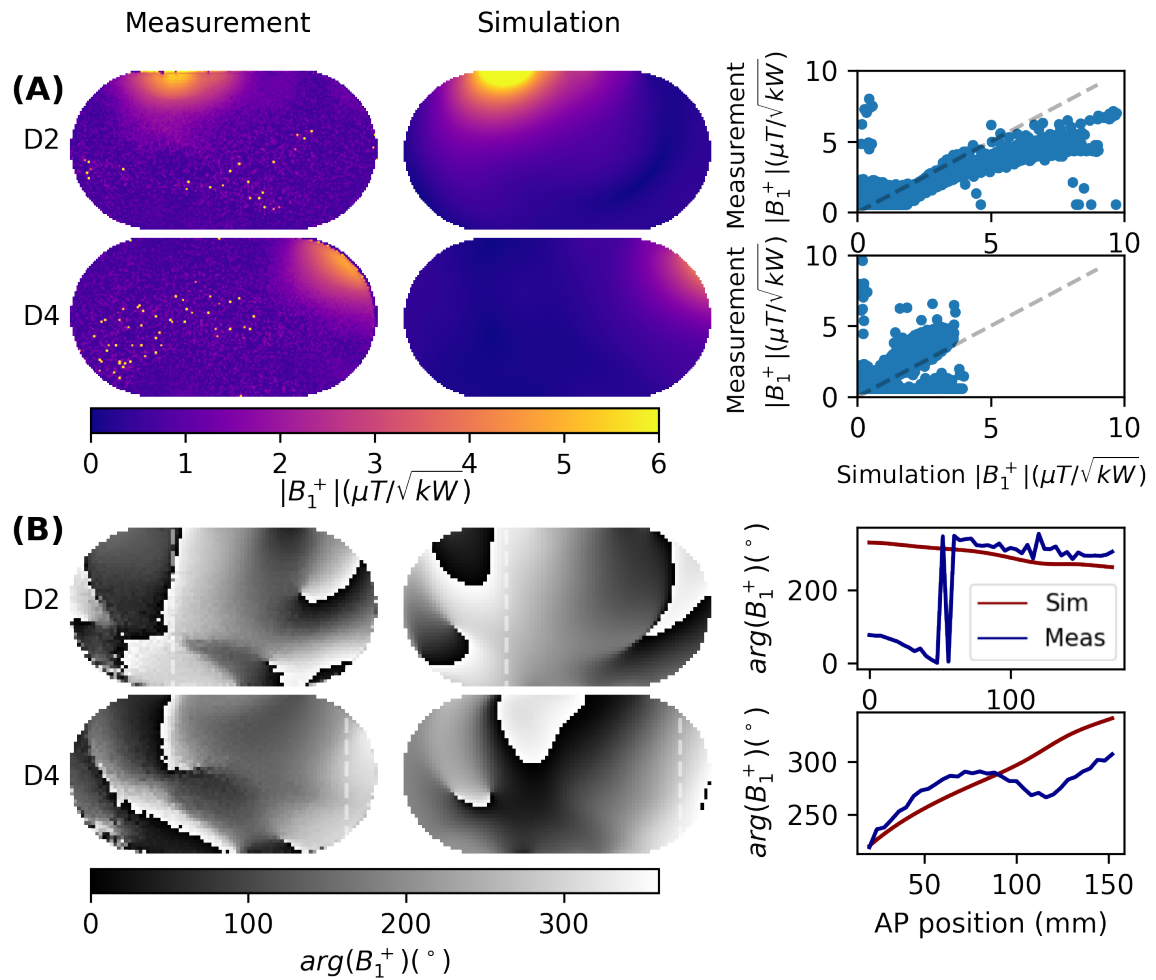 Measurement Simulation
(A)
D2
D4
0 1 2 3 4 5 6
|B₁⁺|(μT/√kW)
Measurement
|B₁⁺|(μT/√kW)
10
5
0
0 5 10
Measurement
|B₁⁺|(μT/√kW)
10
5
0
0 5 10
Simulation |B₁⁺|(μT/√kW)
(B)
D2
D4
0 100 200 300
arg(B₁⁺)(°)
arg(B₁⁺)(°)
200
0
Sim
Meas
0 100
arg(B₁⁺)(°)
300
250
50 100 150
AP position (mm)